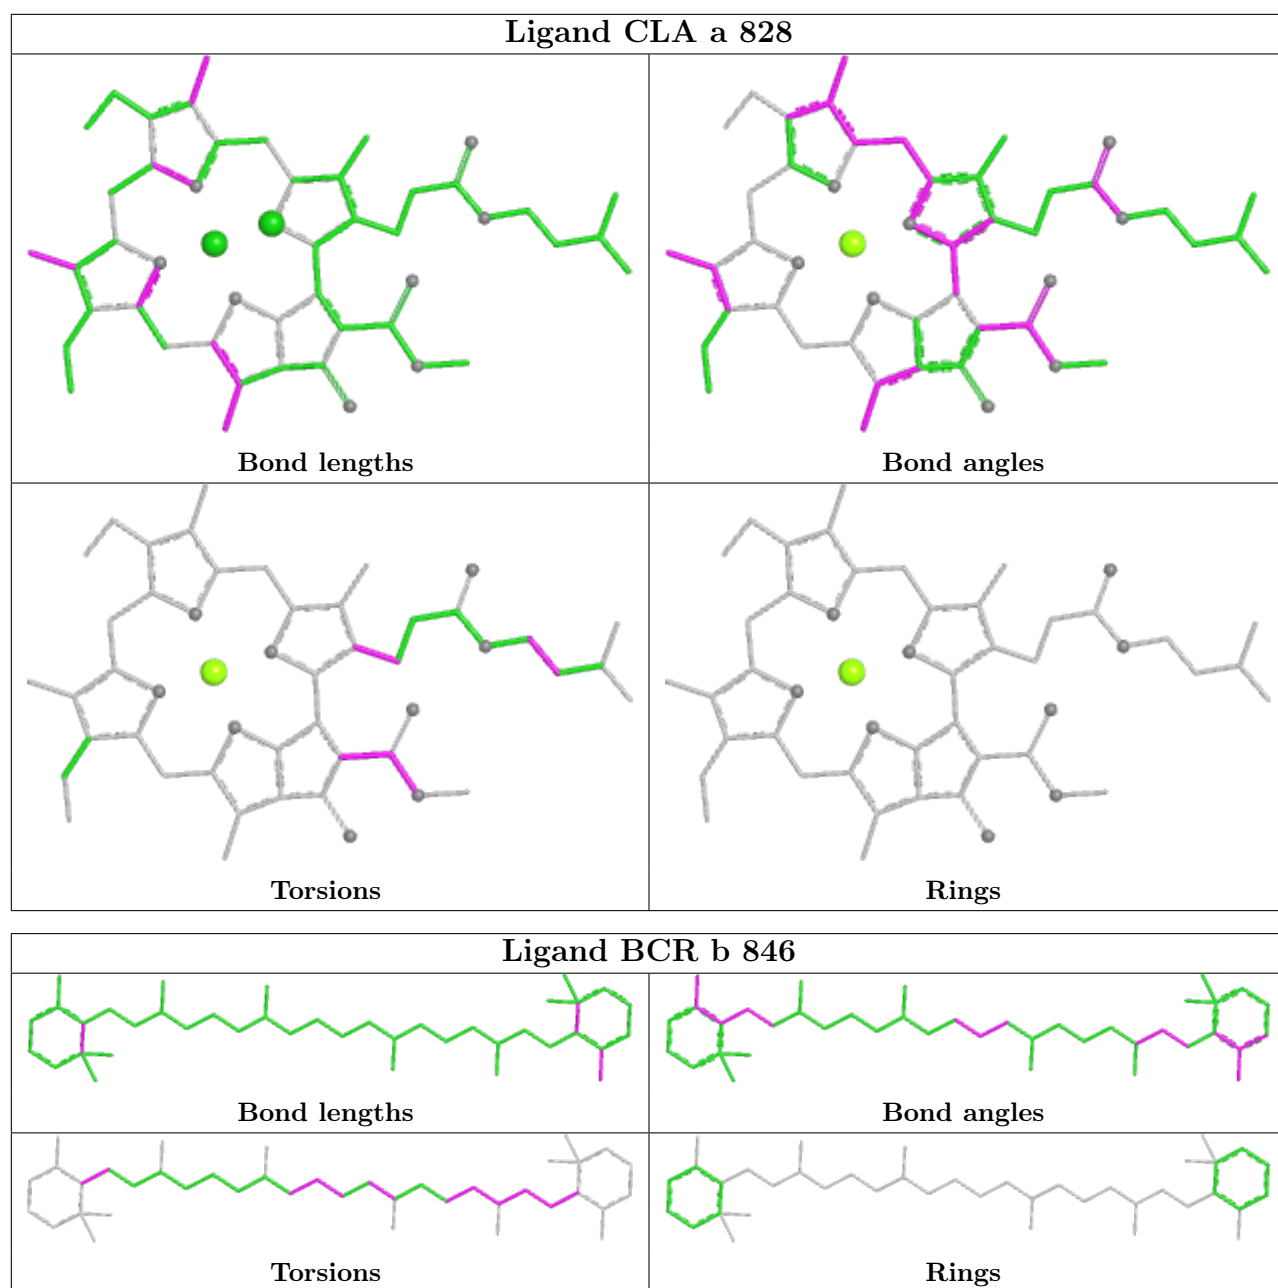 Ligand CLA a 828
Bond lengths
Bond angles
Torsions
Rings
Ligand BCR b 846
Bond lengths
Bond angles
Torsions
Rings